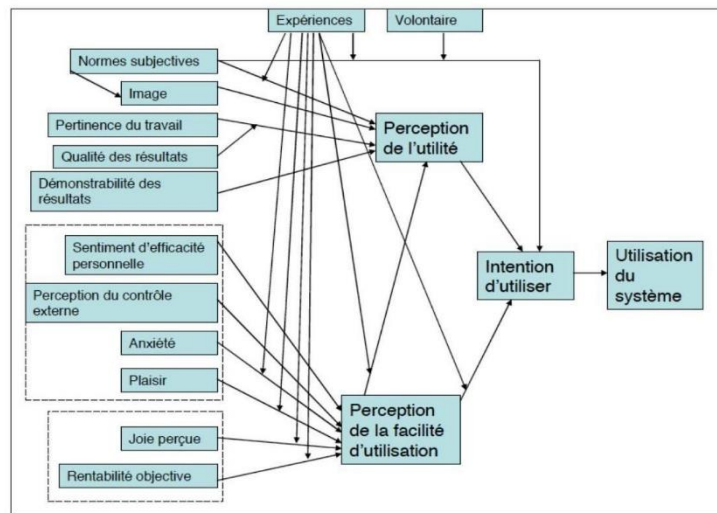 Expériences
Volontaire
Normes subjectives
Image
Pertinence du travail
Qualité des résultats
Démonstrabilité des
résultats
Perception
de l'utilité
Sentiment d'efficacité
personnelle
Perception du contrôle
externe
Anxiété
Plaisir
Intention
d'utiliser
Utilisation
du
système
Joie perçue
Rentabilité objective
Perception
de la facilité
d'utilisation